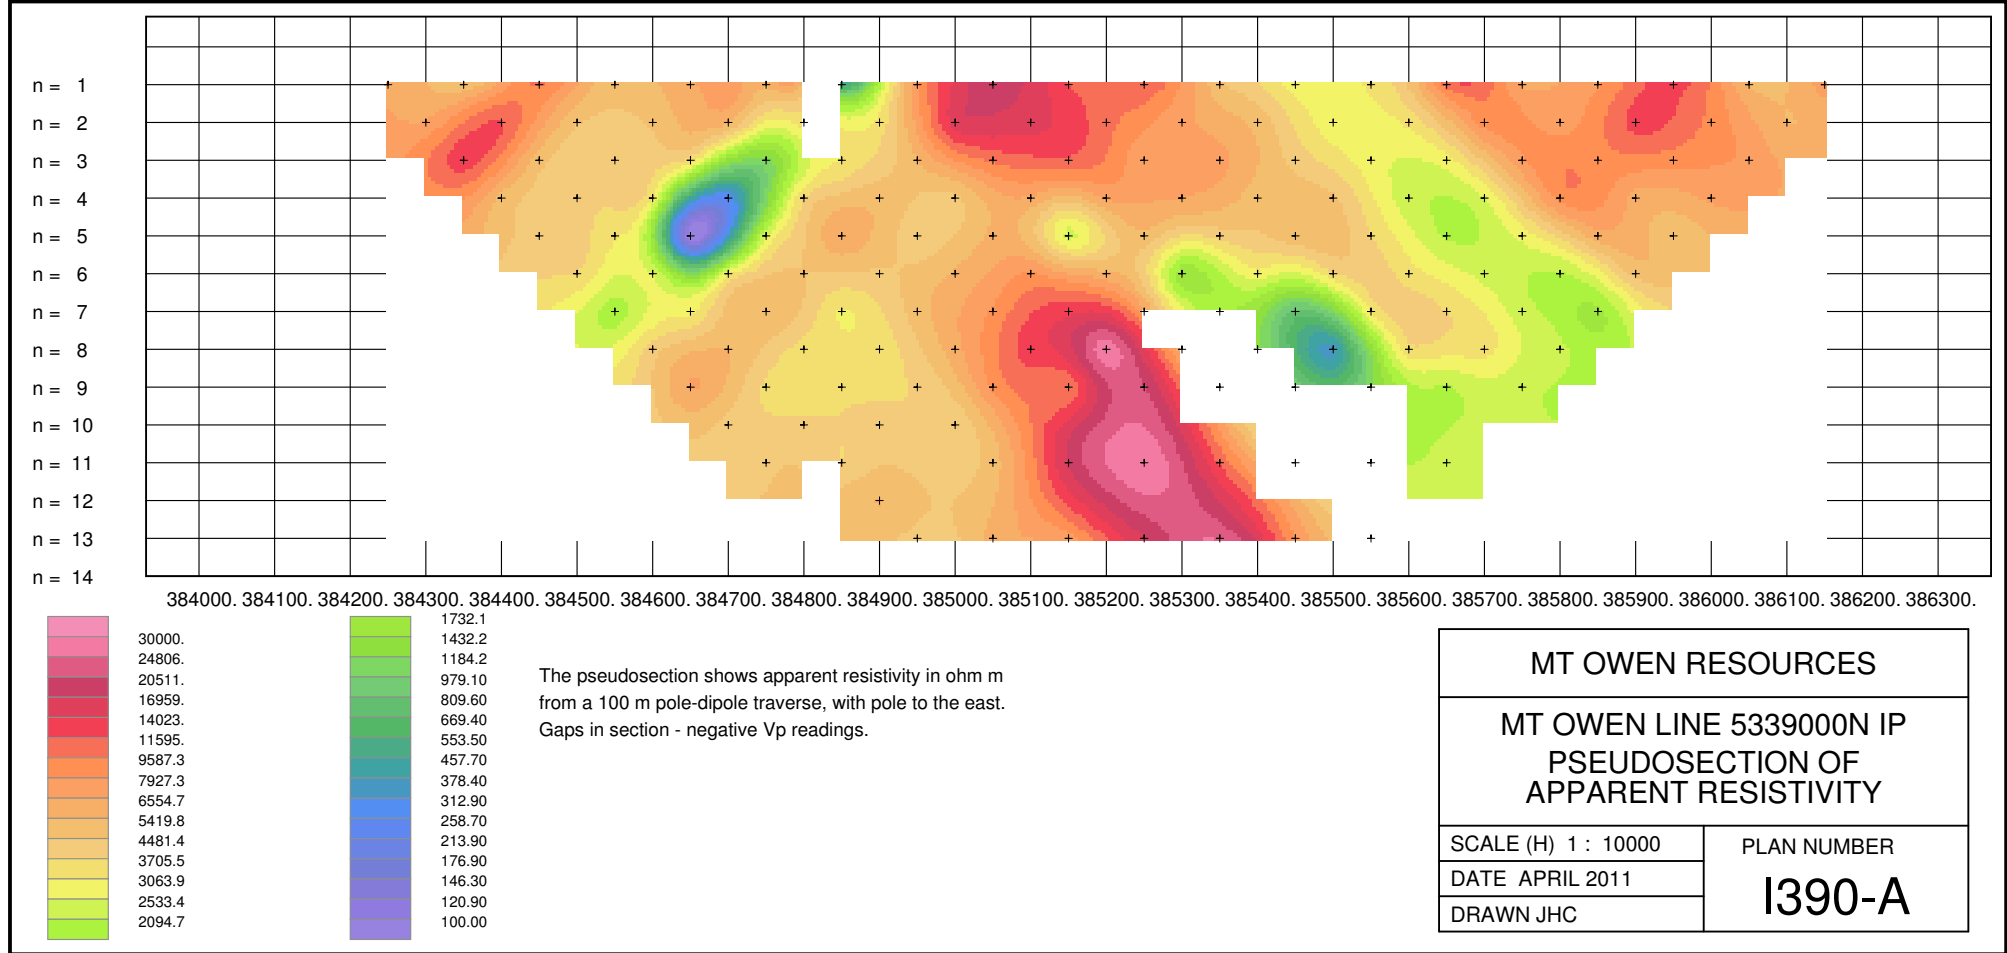 n = 1
n = 2
n = 3
n = 4
n = 5
n = 6
n = 7
n = 8
n = 9
n = 10
n = 11
n = 12
n = 13
n = 14
384000. 384100. 384200. 384300. 384400. 384500. 384600. 384700. 384800. 384900. 385000. 385100. 385200. 385300. 385400. 385500. 385600. 385700. 385800. 385900. 386000. 386100. 386200. 386300.
30000.
24806.
20511.
16959.
14023.
11595.
9587.3
7927.3
6554.7
5419.8
4481.4
3705.5
3063.9
2533.4
2094.7
1732.1
1432.2
1184.2
979.10
809.60
669.40
553.50
457.70
378.40
312.90
258.70
213.90
176.90
146.30
120.90
100.00
The pseudosection shows apparent resistivity in ohm m
from a 100 m pole-dipole traverse, with pole to the east.
Gaps in section - negative Vp readings.
MT OWEN RESOURCES
MT OWEN LINE 5339000N IP
PSEUDOSECTION OF
APPARENT RESISTIVITY
SCALE (H) 1 : 10000
DATE APRIL 2011
DRAWN JHC
PLAN NUMBER
I390-A